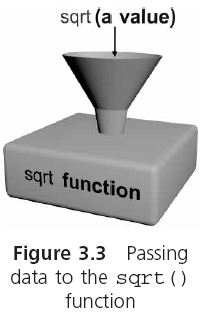 sqrt (a value)
sqrt function
Figure 3.3 Passing
data to the sqrt()
function